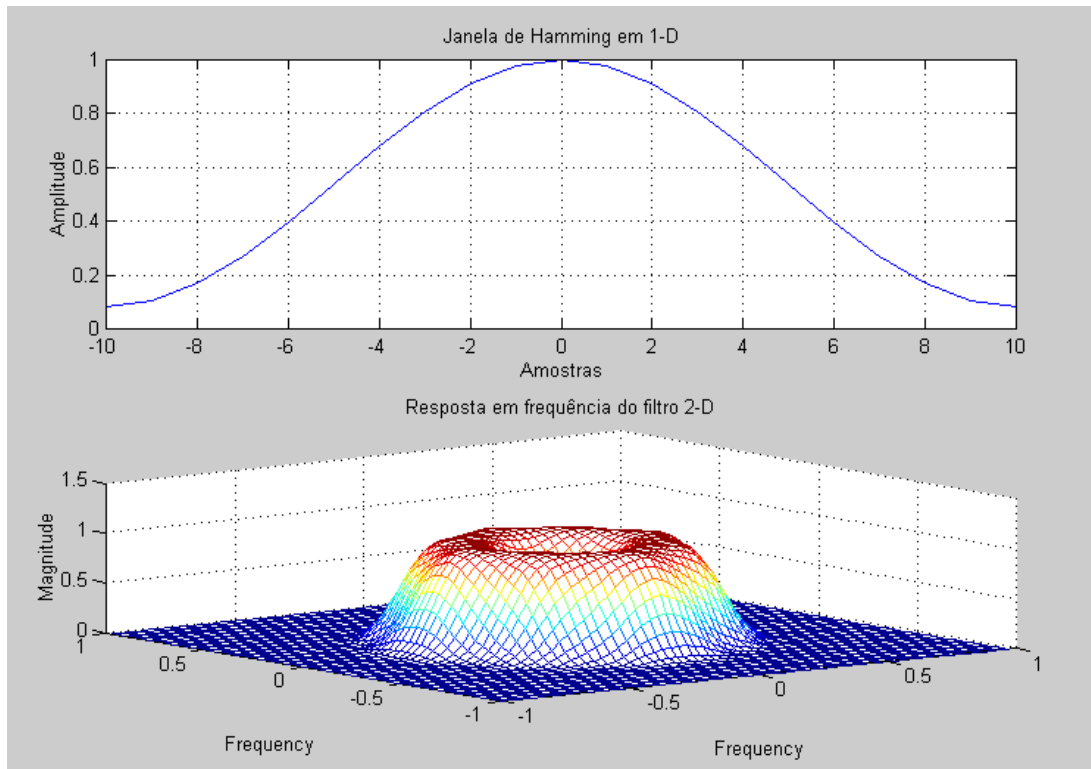 Janela de Hamming em 1-D
1
0.8
0.6
0.4
0.2
0
Amplitude
-10 -8 -6 -4 -2 0 2 4 6 8 10
Amostras
Resposta em frequência do filtro 2-D
1.5
1
0.5
0
Magnitude
1 0.5 0 -0.5 -1
-1 -0.5 0 0.5 1
Frequency
Frequency